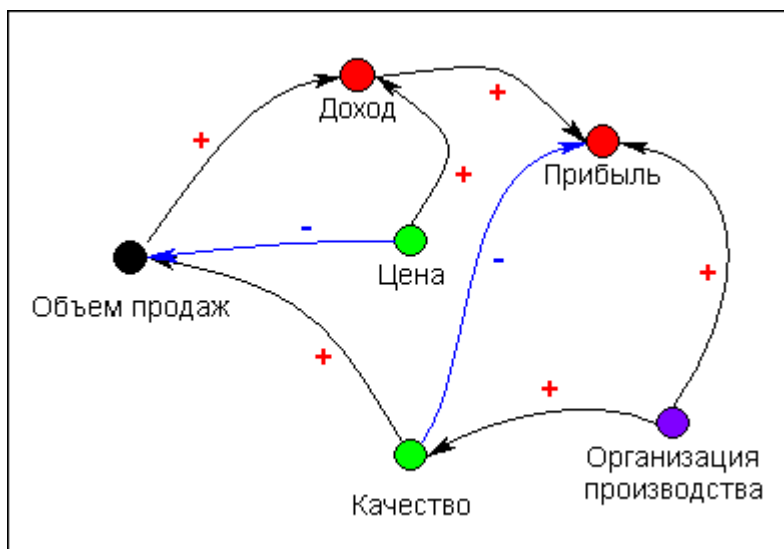 +
Доход
+
+
Прибыль
+
-
Цена
-
+
Объем продаж
+
+
Организация
производства
Качество